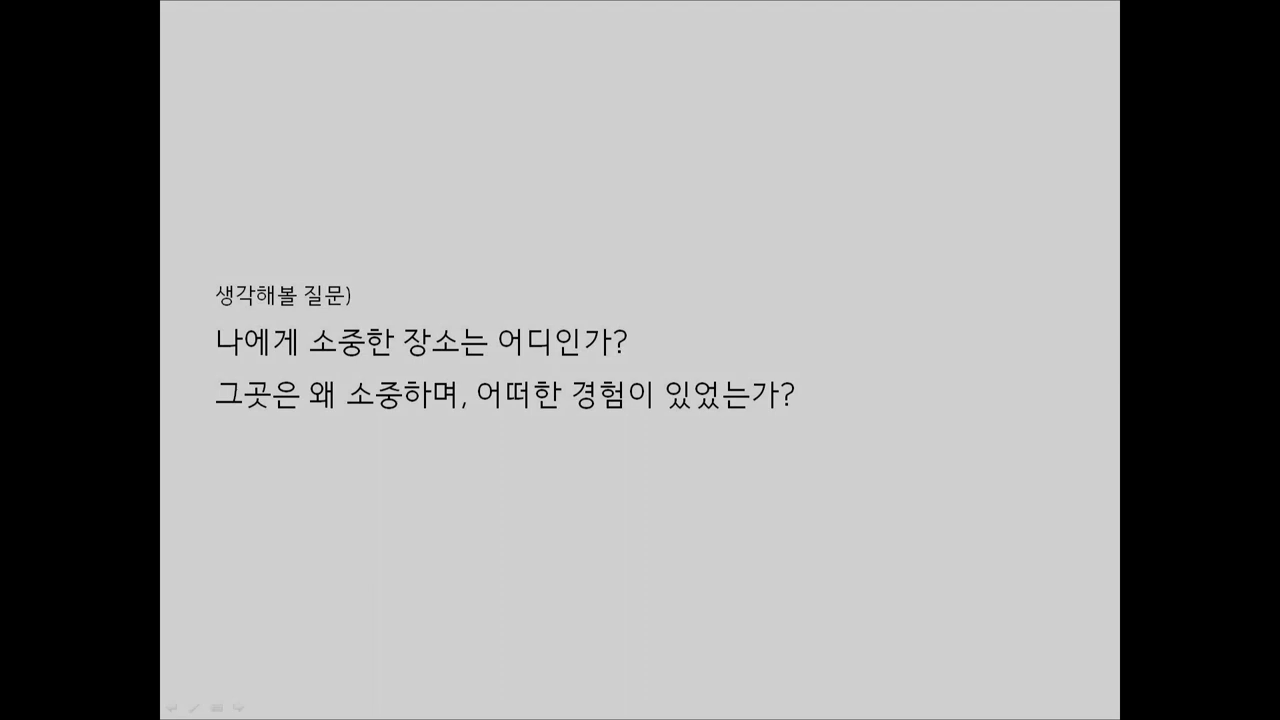 생각해볼 질문)
나에게 소중한 장소는 어디인가?
그곳은 왜 소중하며, 어떠한 경험이 있었는가?